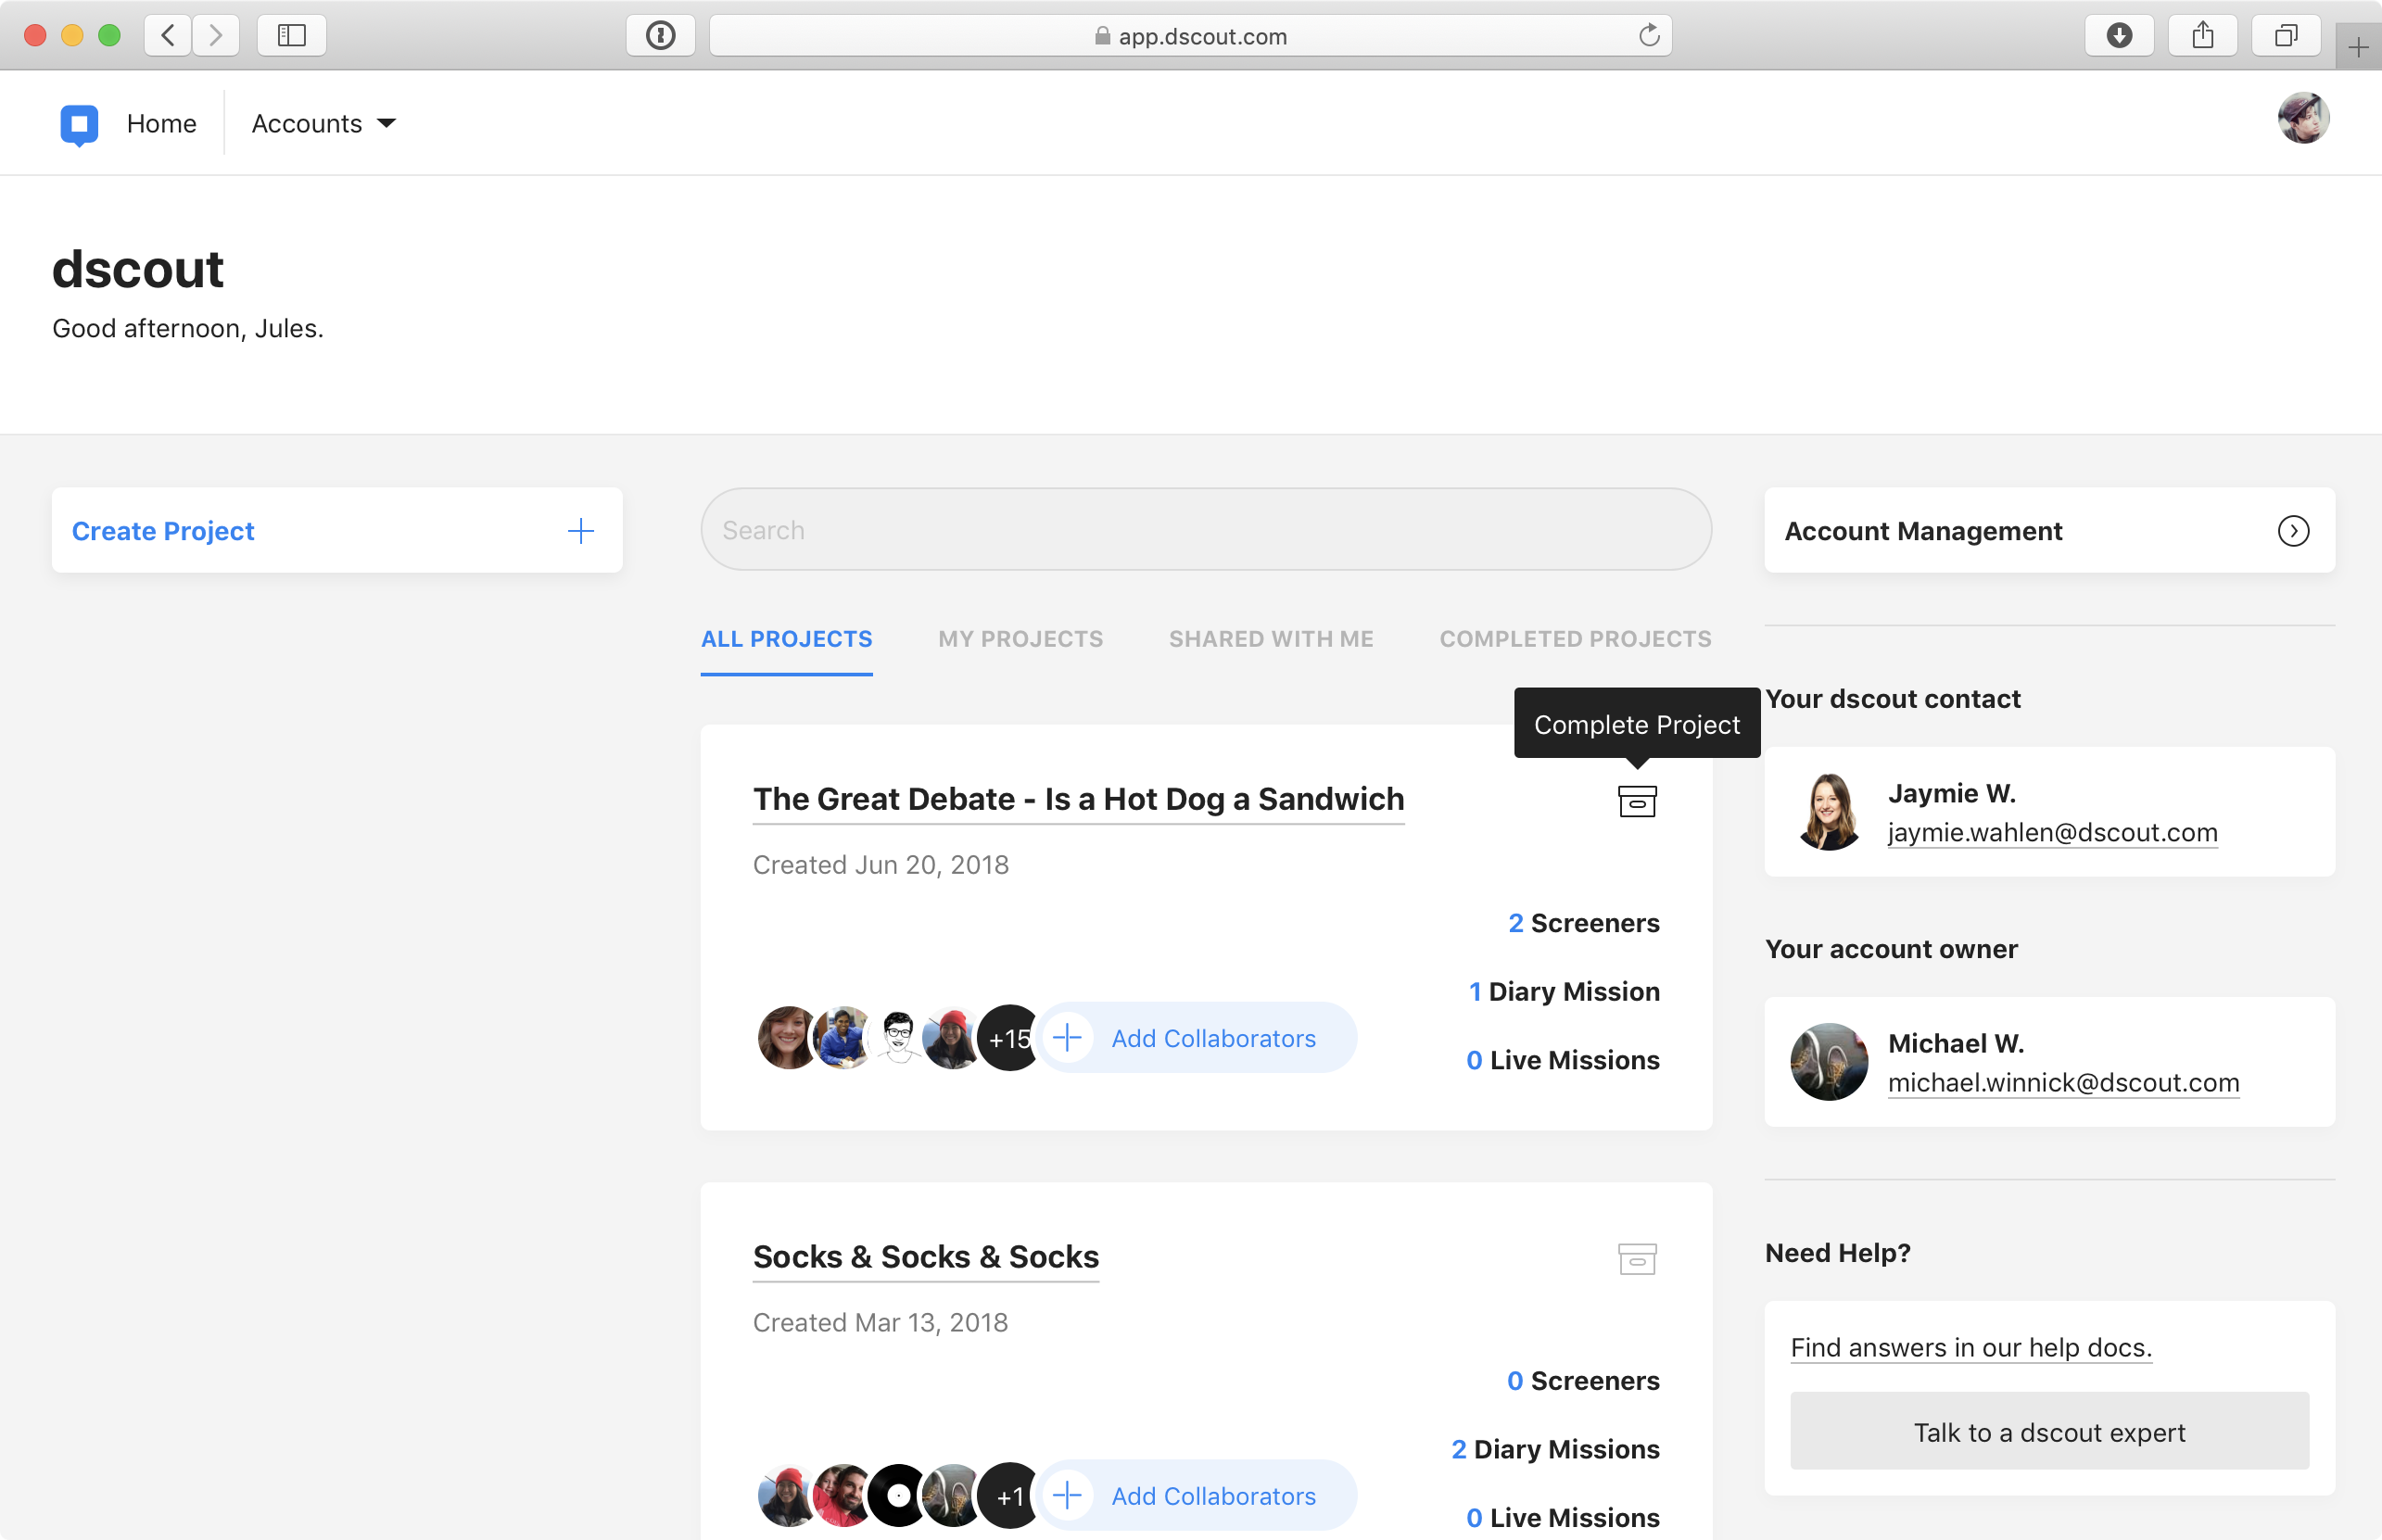 app.dscout.com
Home
Accounts
dscout
Good afternoon, Jules.
Create Project
Search
Account Management
ALL PROJECTS
MY PROJECTS
SHARED WITH ME
COMPLETED PROJECTS
Complete Project
The Great Debate - Is a Hot Dog a Sandwich
Created Jun 20, 2018
2 Screeners
1 Diary Mission
0 Live Missions
+15
Add Collaborators
Socks & Socks & Socks
Created Mar 13, 2018
0 Screeners
2 Diary Missions
0 Live Missions
+1
Add Collaborators
Your dscout contact
Jaymie W.
jaymie.wahlen@dscout.com
Your account owner
Michael W.
michael.winnick@dscout.com
Need Help?
Find answers in our help docs.
Talk to a dscout expert